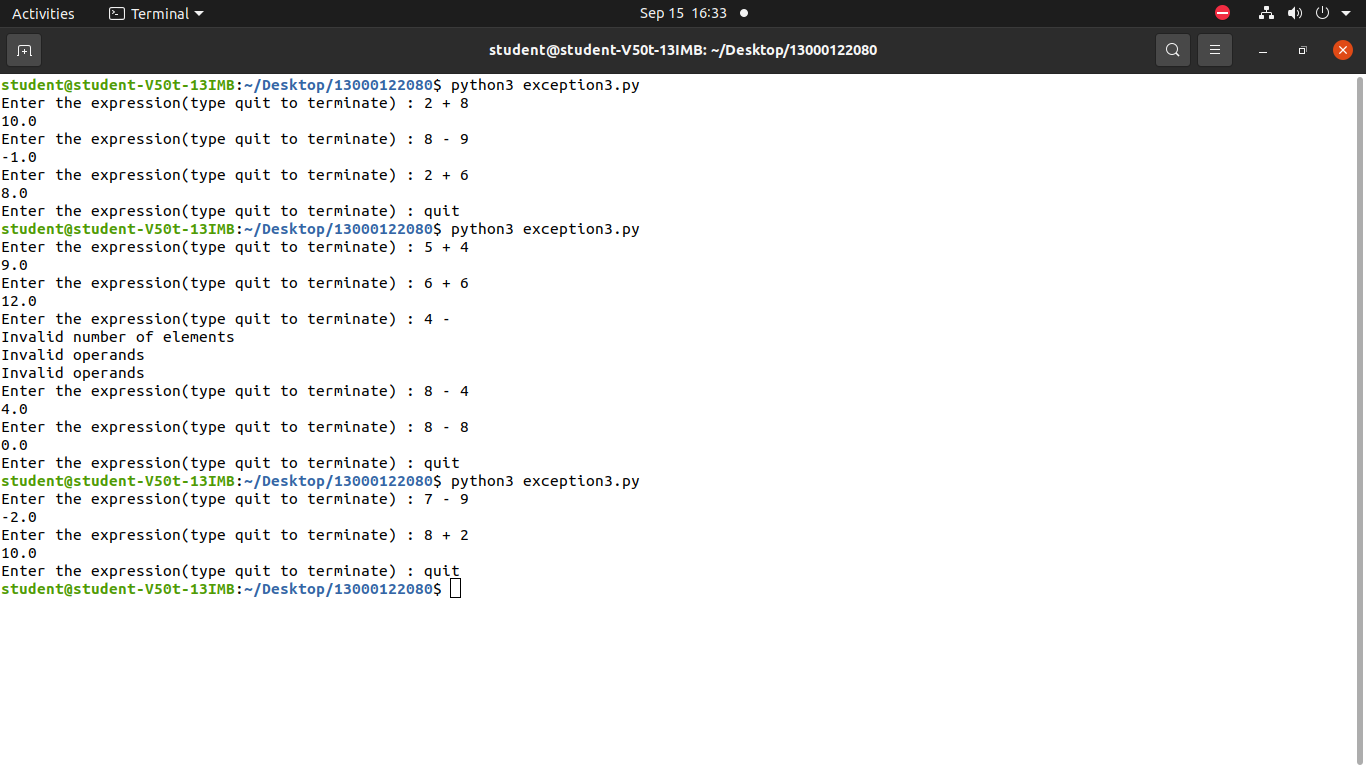 Activities Terminal Sep 15 16:33
student@student-V50t-13IMB: ~/Desktop/13000122080
student@student-V50t-13IMB:~/Desktop/13000122080$ python3 exception3.py
Enter the expression(type quit to terminate) : 2 + 8
10.0
Enter the expression(type quit to terminate) : 8 - 9
-1.0
Enter the expression(type quit to terminate) : 2 + 6
8.0
Enter the expression(type quit to terminate) : quit
student@student-V50t-13IMB:~/Desktop/13000122080$ python3 exception3.py
Enter the expression(type quit to terminate) : 5 + 4
9.0
Enter the expression(type quit to terminate) : 6 + 6
12.0
Enter the expression(type quit to terminate) : 4 -
Invalid number of elements
Invalid operands
Invalid operands
Enter the expression(type quit to terminate) : 8 - 4
4.0
Enter the expression(type quit to terminate) : 8 - 8
0.0
Enter the expression(type quit to terminate) : quit
student@student-V50t-13IMB:~/Desktop/13000122080$ python3 exception3.py
Enter the expression(type quit to terminate) : 7 - 9
-2.0
Enter the expression(type quit to terminate) : 8 + 2
10.0
Enter the expression(type quit to terminate) : quit
student@student-V50t-13IMB:~/Desktop/13000122080$